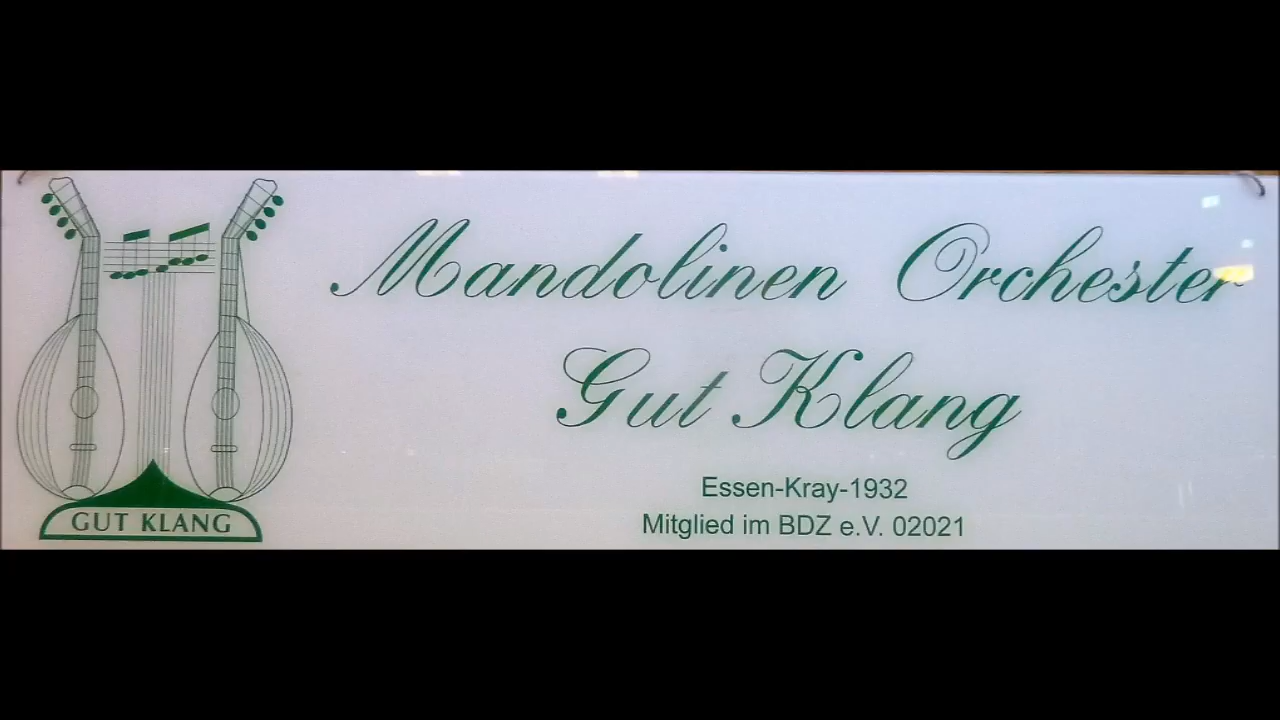 Mandolinen Orchester
Gut Klang
Essen-Kray-1932
Mitglied im BDZ e.V. 02021
GUT KLANG